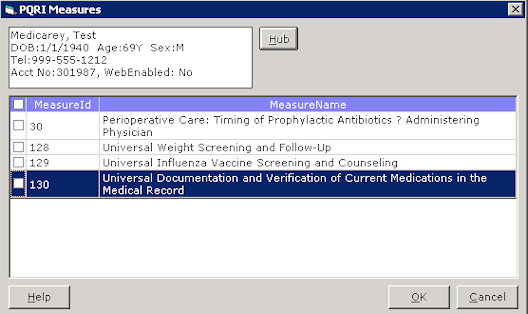 PQRI Measures
Medicarey, Test
DOB:1/1/1940 Age:69Y Sex:M
Tel:999-555-1212
Acct No:301987, WebEnabled: No
Hub
MeasureId MeasureName
30 Perioperative Care: Timing of Prophylactic Antibiotics ? Administering
Physician
128 Universal Weight Screening and Follow-Up
129 Universal Influenza Vaccine Screening and Counseling
130 Universal Documentation and Verification of Current Medications in the
Medical Record
Help OK Cancel